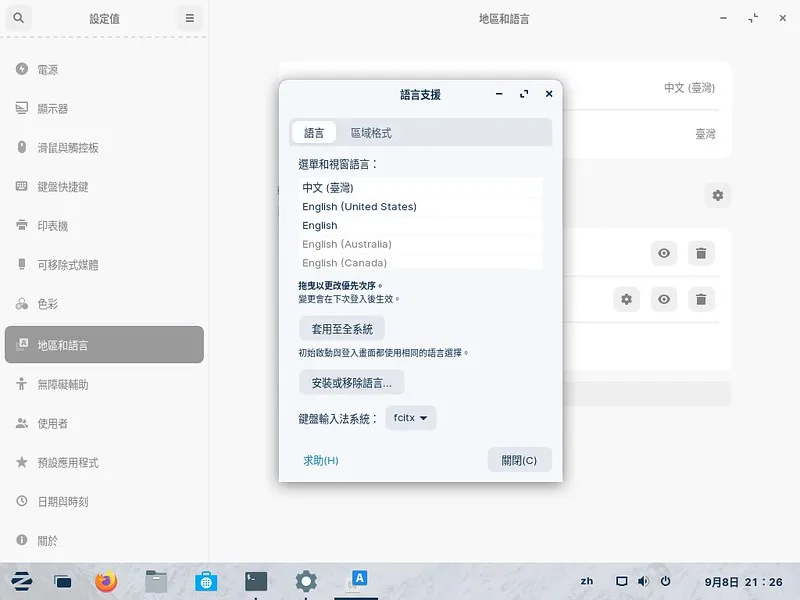 設定值
地區和語言
電源
顯示器
滑鼠與觸控板
鍵盤快捷鍵
印表機
可移除式媒體
色彩
地區和語言
無障礙輔助
使用者
預設應用程式
日期與時刻
關於
中文 (臺灣)
臺灣
語言支援
語言 區域格式
選單和視窗語言：
中文 (臺灣)
English (United States)
English
English (Australia)
English (Canada)
拖曳以更改優先次序。
變更會在下次登入後生效。
套用至全系統
初始啟動與登入畫面都使用相同的語言選擇。
安裝或移除語言...
鍵盤輸入法系統： fcitx
求助(H) 關閉(C)
zh 9月8日 21：26